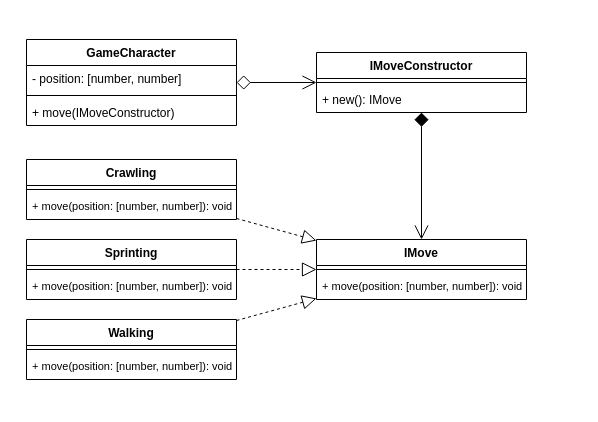 GameCharacter
- position: [number, number]
+ move(IMoveConstructor)
IMoveConstructor
+ new(): IMove
Crawling
+ move(position: [number, number]): void
Sprinting
+ move(position: [number, number]): void
IMove
+ move(position: [number, number]): void
Walking
+ move(position: [number, number]): void